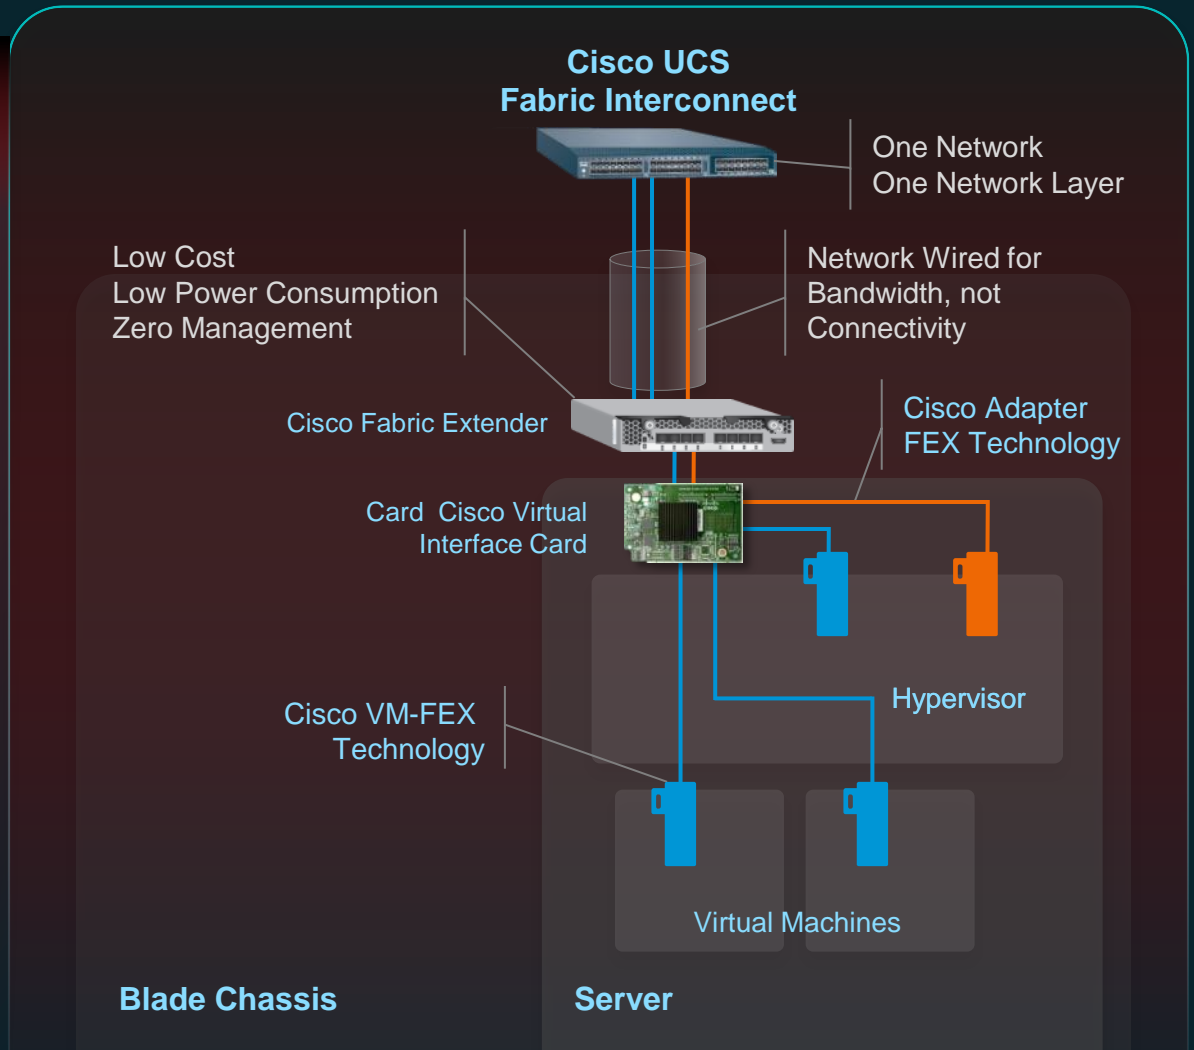 Cisco UCS
Fabric Interconnect
One Network
One Network Layer
Low Cost
Low Power Consumption
Zero Management
Network Wired for
Bandwidth, not
Connectivity
Cisco Fabric Extender
Cisco Adapter
FEX Technology
Card  Cisco Virtual
Interface Card
Hypervisor
Cisco VM-FEX
Technology
Virtual Machines
Blade Chassis
Server